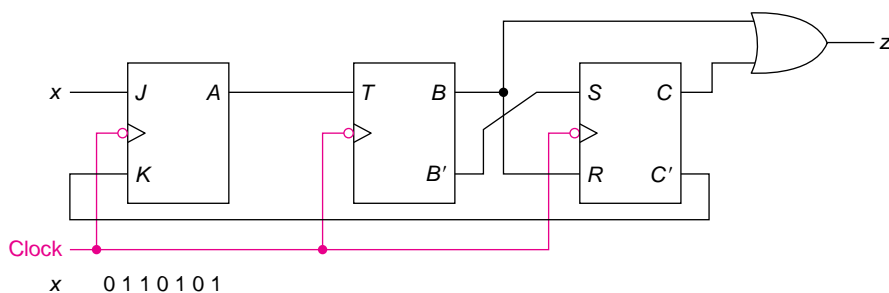 z
x J A T B S C
K B′ R C′
Clock
x 0 1 1 0 1 0 1